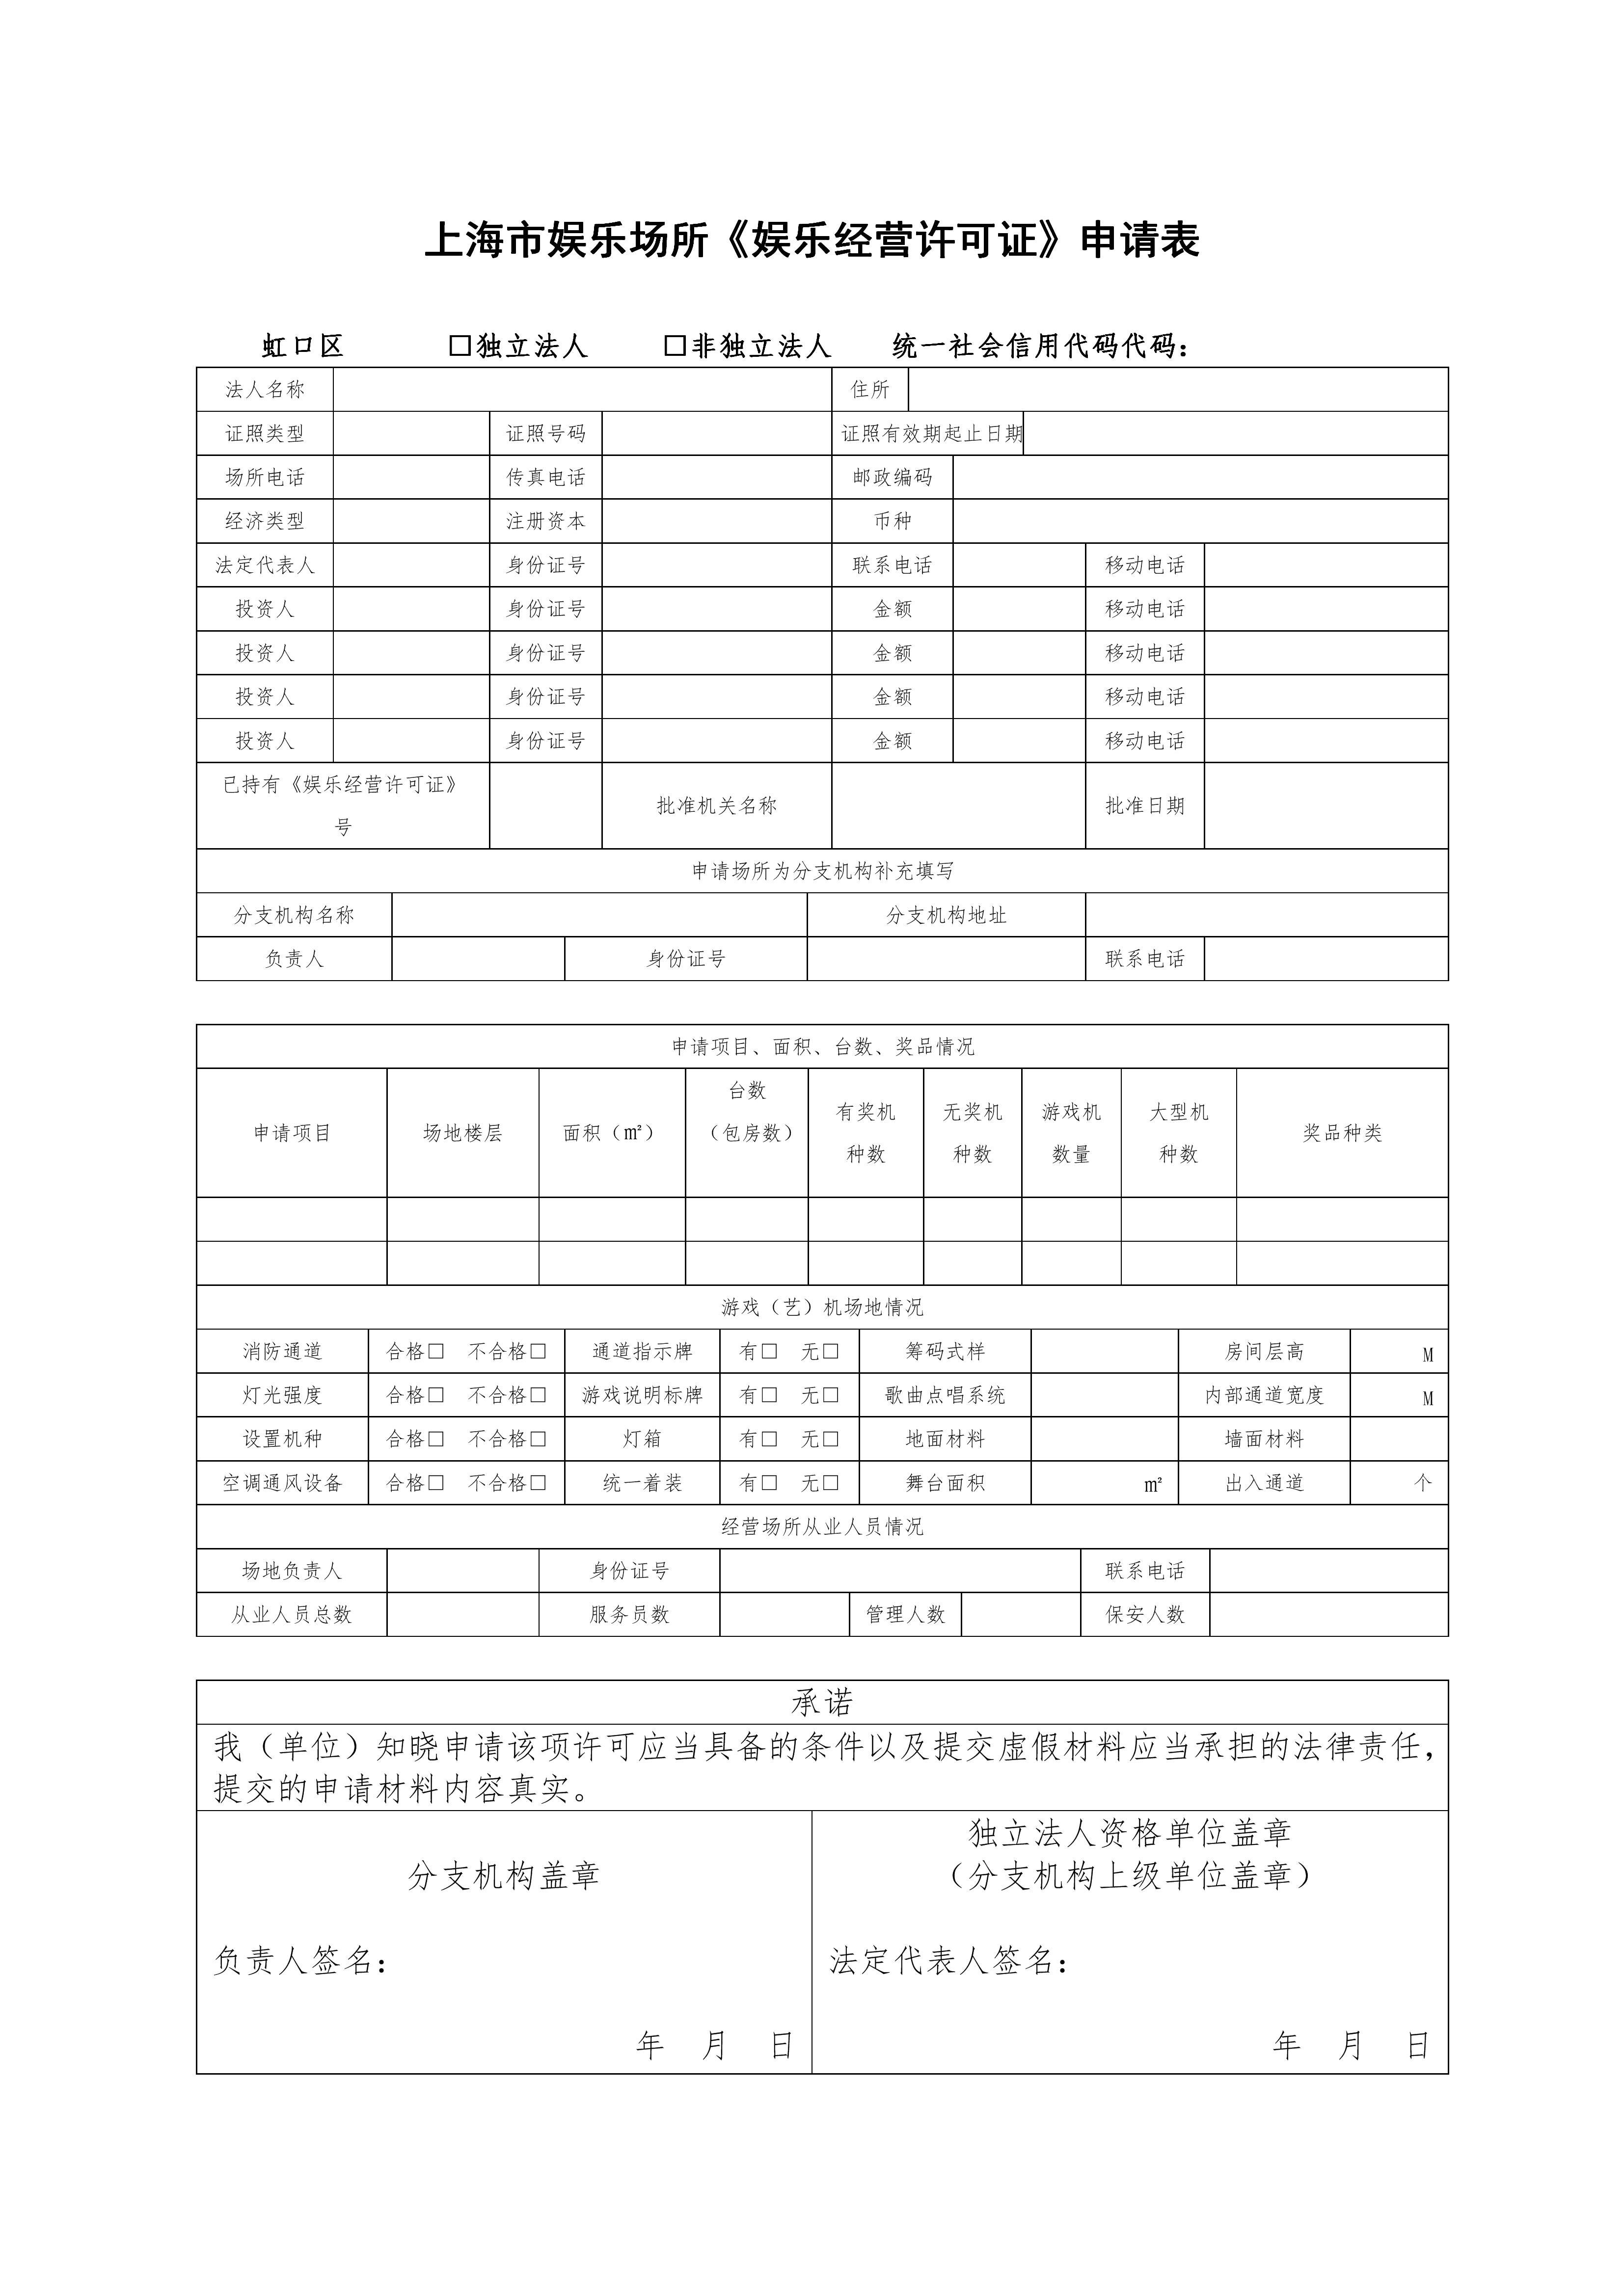 上海市娱乐场所《娱乐经营许可证》申请表
虹口区 □独立法人 □非独立法人 统一社会信用代码代码：
法人名称 住所
证照类型 证照号码 证照有效期起止日期
场所电话 传真电话 邮政编码
经济类型 注册资本 币种
法定代表人 身份证号 联系电话 移动电话
投资人 身份证号 金额 移动电话
投资人 身份证号 金额 移动电话
投资人 身份证号 金额 移动电话
投资人 身份证号 金额 移动电话
已持有《娱乐经营许可证》
号
批准机关名称 批准日期
申请场所为分支机构补充填写
分支机构名称 分支机构地址
负责人 身份证号 联系电话
申请项目、面积、台数、奖品情况
申请项目 场地楼层 面积（㎡）
台数
（包房数）
有奖机
种数
无奖机
种数
游戏机
数量
大型机
种数
奖品种类
游戏（艺）机场地情况
消防通道 合格□ 不合格□ 通道指示牌 有□ 无□ 筹码式样 房间层高 M
灯光强度 合格□ 不合格□ 游戏说明标牌 有□ 无□ 歌曲点唱系统 内部通道宽度 M
设置机种 合格□ 不合格□ 灯箱 有□ 无□ 地面材料 墙面材料
空调通风设备 合格□ 不合格□ 统一着装 有□ 无□ 舞台面积 ㎡ 出入通道 个
经营场所从业人员情况
场地负责人 身份证号 联系电话
从业人员总数 服务员数 管理人数 保安人数
承诺
我（单位）知晓申请该项许可应当具备的条件以及提交虚假材料应当承担的法律责任，
提交的申请材料内容真实。
分支机构盖章
负责人签名：
年 月 日
独立法人资格单位盖章
（分支机构上级单位盖章）
法定代表人签名：
年 月 日